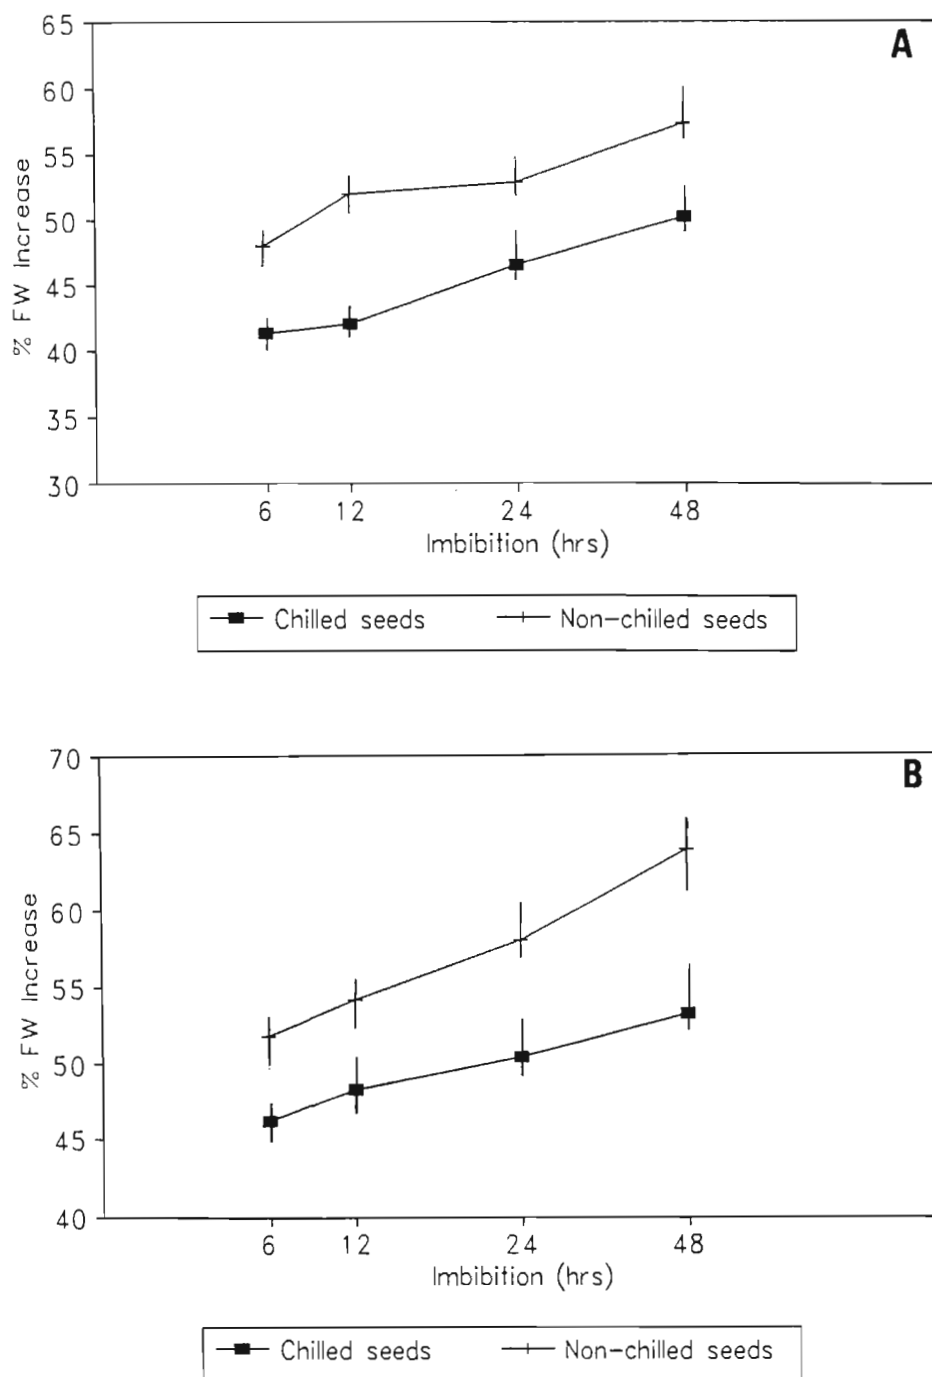 A
65
60
55
50
45
40
35
30
% FW Increase
6 12 24 48
Imbibition (hrs)
Chilled seeds Non-chilled seeds
B
70
65
60
55
50
45
40
% FW Increase
6 12 24 48
Imbibition (hrs)
Chilled seeds Non-chilled seeds